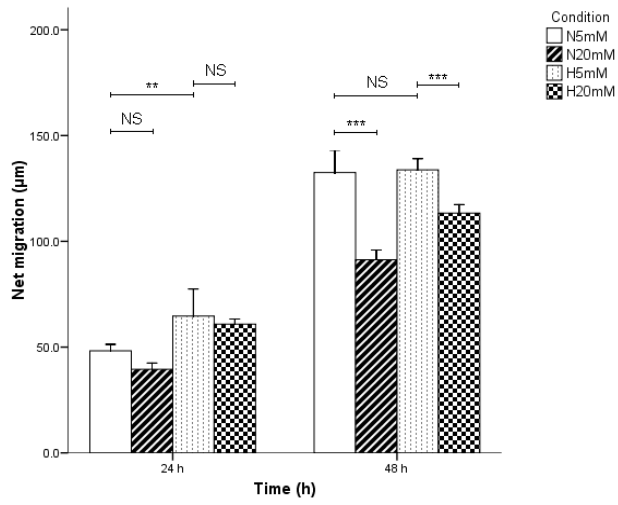 Condition
N5mM
N20mM
H5mM
H20mM
200.0
150.0
100.0
50.0
0.0
Net migration (µm)
NS
**
NS
NS
***
NS
***
24 h
48 h
Time (h)